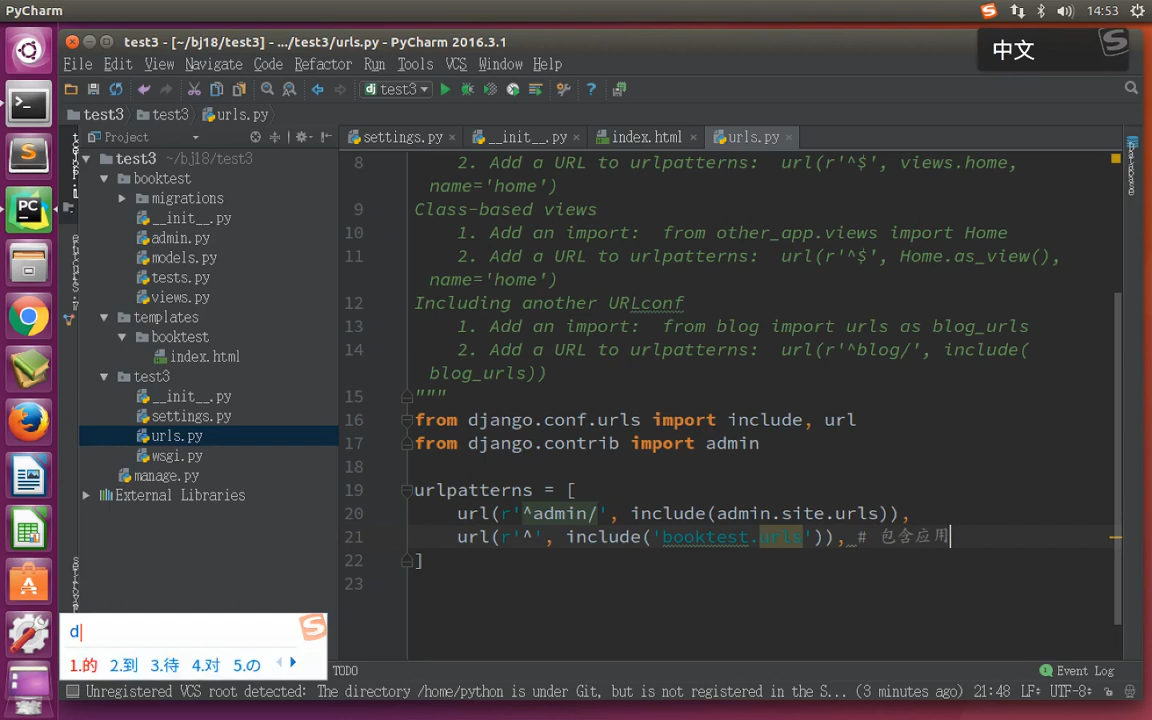 PyCharm
14:53
test3 - [~/bj18/test3] - .../test3/urls.py - PyCharm 2016.3.1
中文
File Edit View Navigate Code Refactor Run Tools VCS Window Help
dj test3
test3 test3 urls.py
Project
settings.py × __init__.py × index.html × urls.py ×
test3 ~/bj18/test3
booktest
migrations
__init__.py
admin.py
models.py
tests.py
views.py
templates
booktest
index.html
test3
__init__.py
settings.py
urls.py
wsgi.py
manage.py
External Libraries
8 2. Add a URL to urlpatterns: url(r'^$', views.home,
name='home')
9 Class-based views
10 1. Add an import: from other_app.views import Home
11 2. Add a URL to urlpatterns: url(r'^$', Home.as_view(),
name='home')
12 Including another URLconf
13 1. Add an import: from blog import urls as blog_urls
14 2. Add a URL to urlpatterns: url(r'^blog/', include(
blog_urls))
15 """
16 from django.conf.urls import include, url
17 from django.contrib import admin
18
19 urlpatterns = [
20 url(r'^admin/', include(admin.site.urls)),
21 url(r'^', include('booktest.urls')), # 包含应用
22 ]
23
d
1.的 2.到 3.待 4.对 5.の
TODO
Event Log
Unregistered VCS root detected: The directory /home/python is under Git, but is not registered in the S... (3 minutes ago) 21:48 LF÷ UTF-8÷